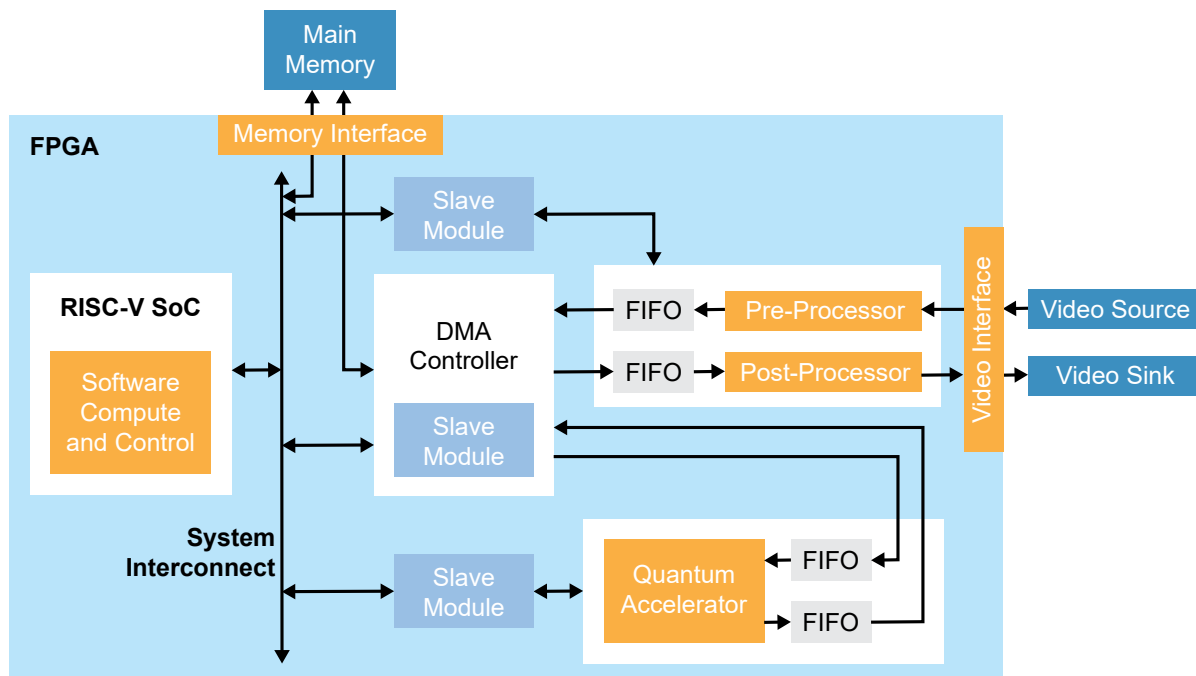 Main
Memory
Memory Interface
FPGA
Slave
Module
RISC-V SoC
Software
Compute
and Control
DMA
Controller
Slave
Module
FIFO
Pre-Processor
FIFO
Post-Processor
Video Interface
Video Source
Video Sink
System
Interconnect
Slave
Module
Quantum
Accelerator
FIFO
FIFO